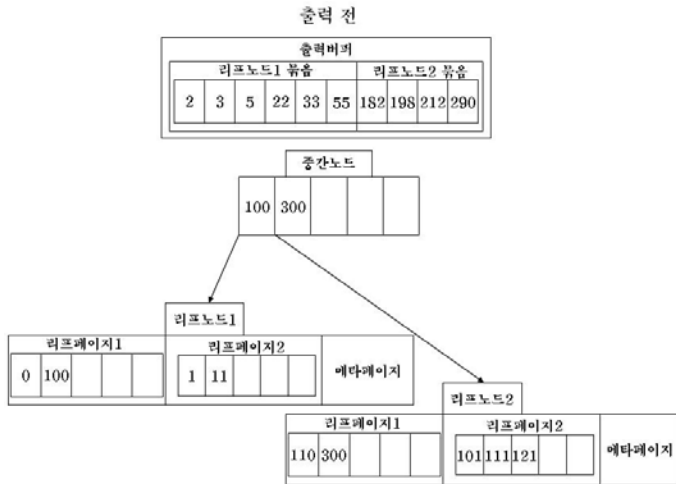 출력 전
출력버퍼
리프노드1 묶음 리프노드2 묶음
2 3 5 22 33 55 182 198 212 290
중간노드
100 300
리프노드1
리프페이지1 리프페이지2 메타페이지
0 100 1 11
리프노드2
리프페이지1 리프페이지2 메타페이지
110 300 101 111 121